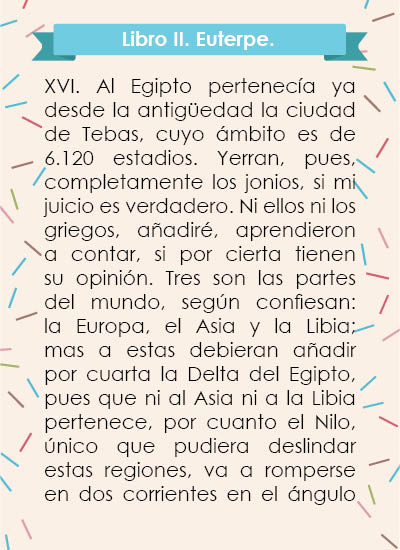 Libro II. Euterpe.
XVI. Al Egipto pertenecía ya
desde la antigüedad la ciudad
de Tebas, cuyo ámbito es de
6.120 estadios. Yerran, pues,
completamente los jonios, si mi
juicio es verdadero. Ni ellos ni los
griegos, añadiré, aprendieron
a contar, si por cierta tienen
su opinión. Tres son las partes
del mundo, según confiesan:
la Europa, el Asia y la Libia;
mas a estas debieran añadir
por cuarta la Delta del Egipto,
pues que ni al Asia ni a la Libia
pertenece, por cuanto el Nilo,
único que pudiera deslindar
estas regiones, va a romperse
en dos corrientes en el ángulo